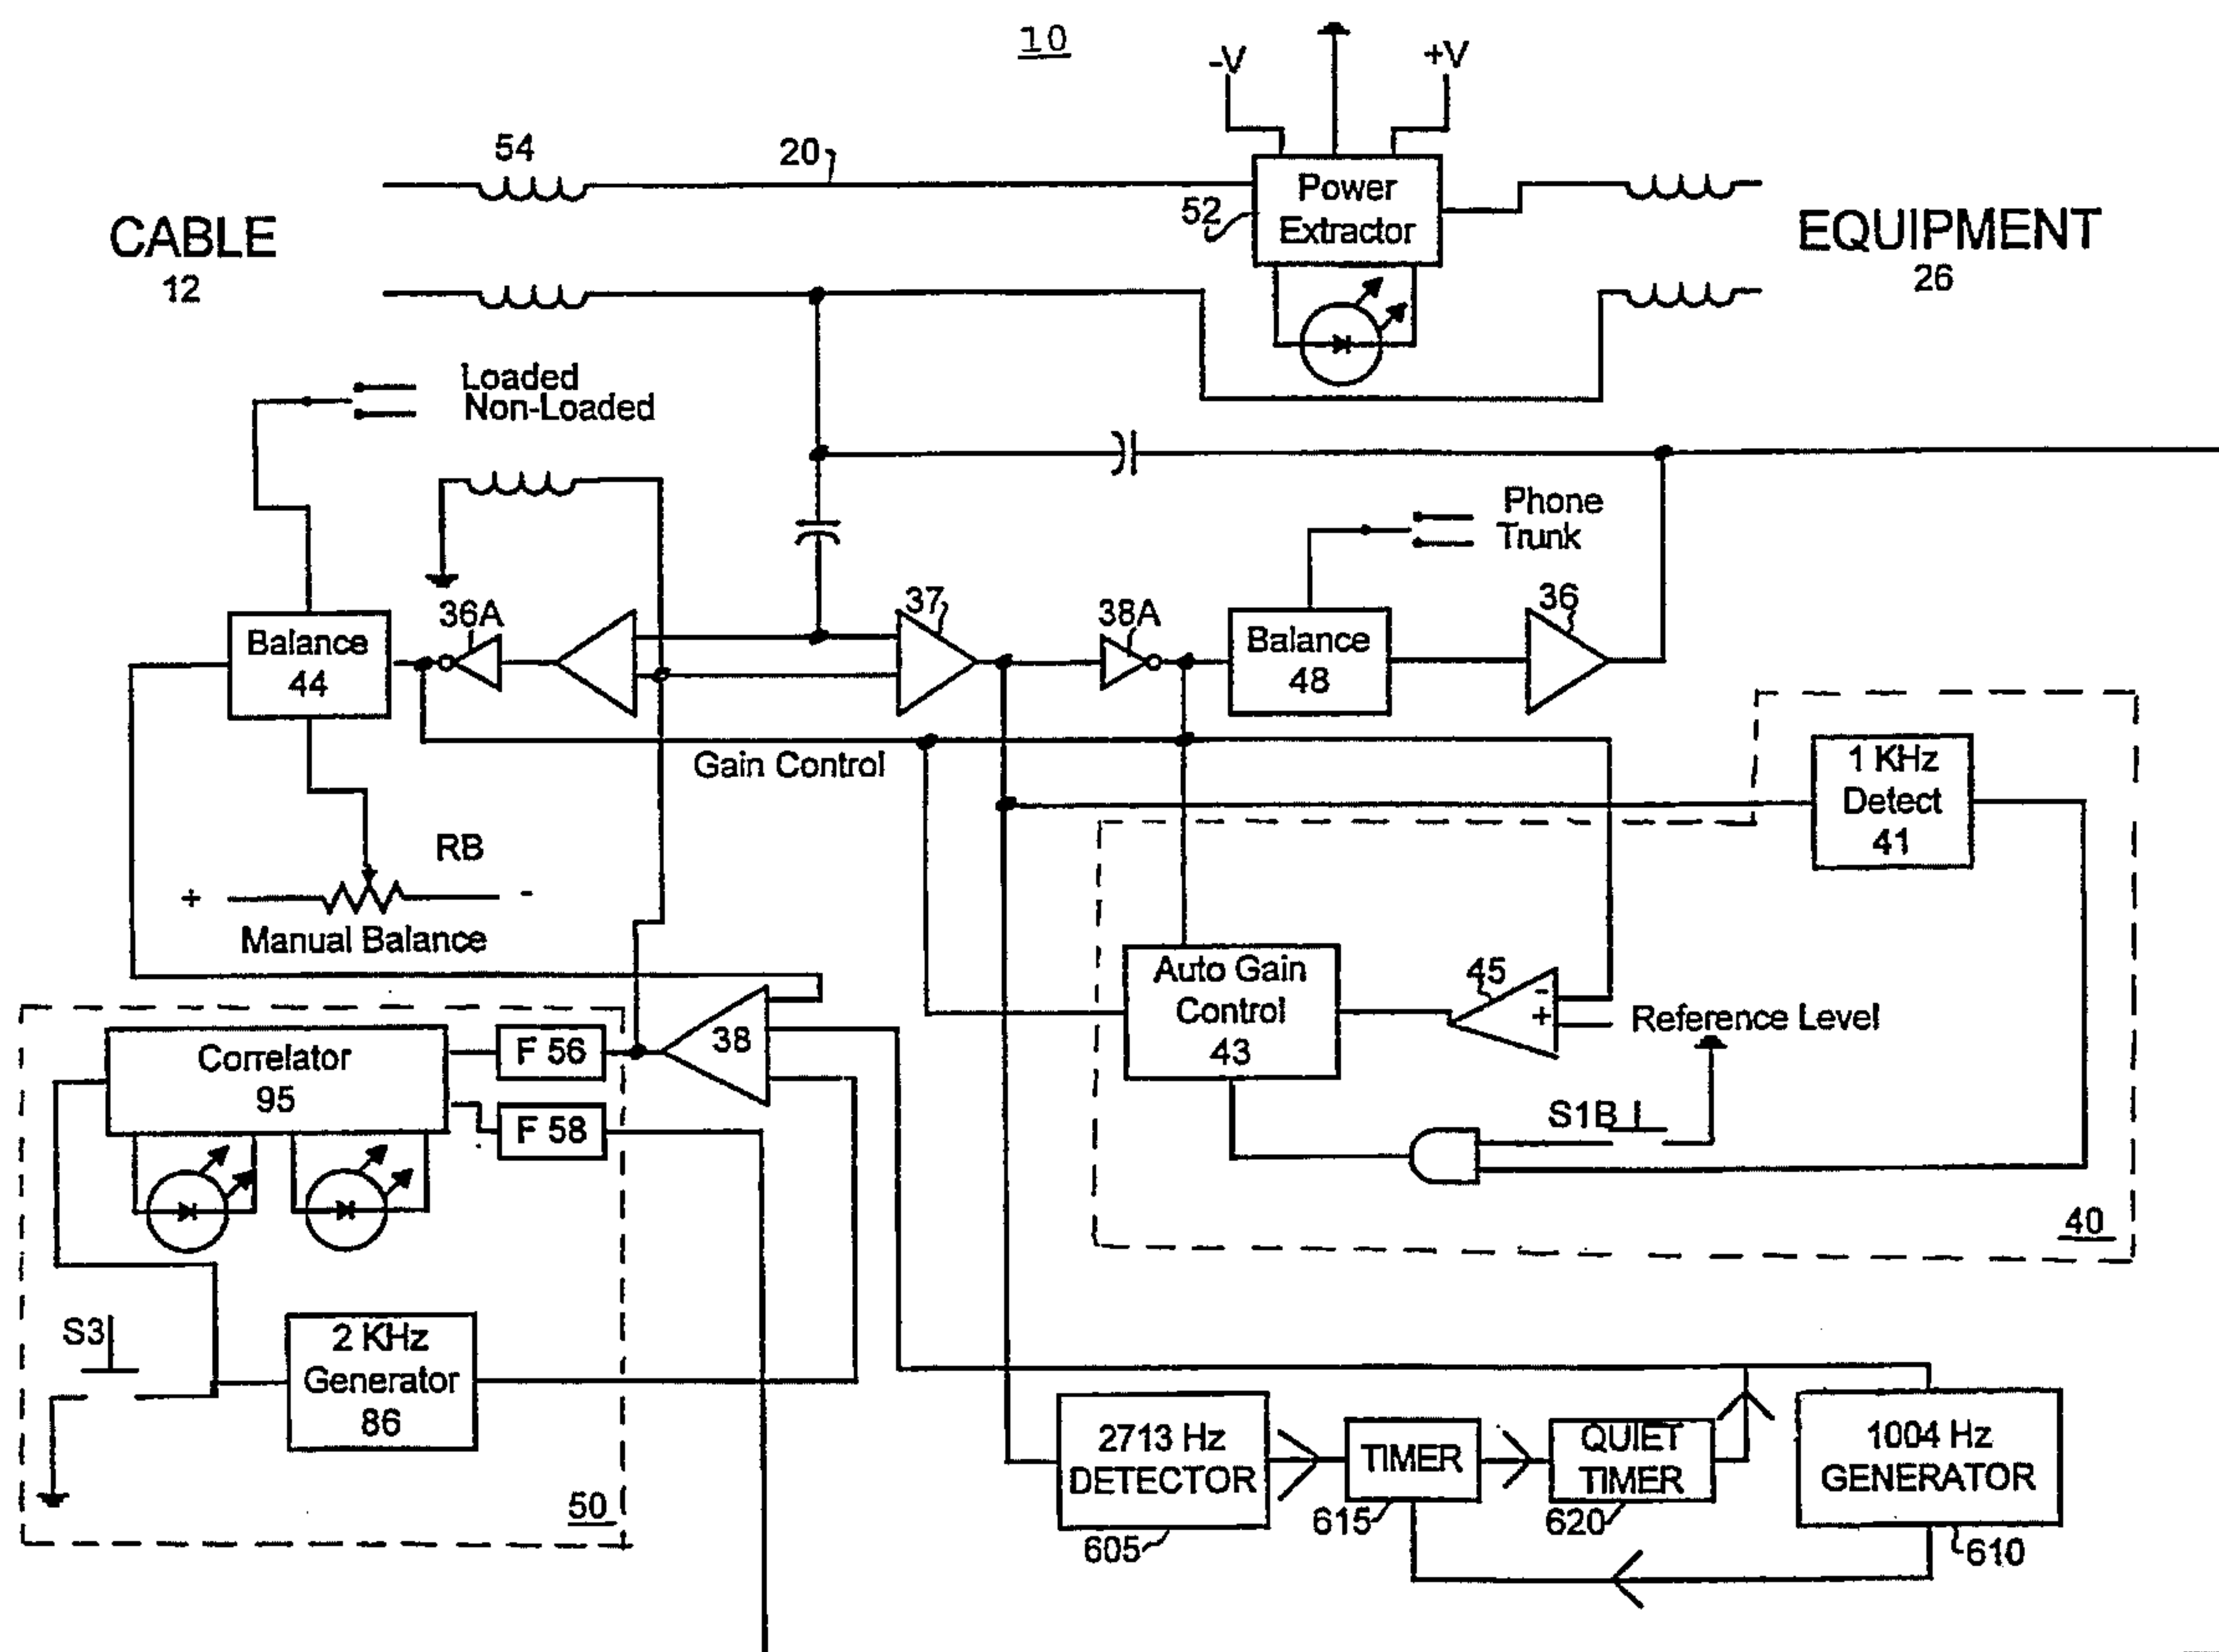 10
-V
+V
54
20
Power
Extractor
52
CABLE
12
EQUIPMENT
26
Loaded
Non-Loaded
Phone
Trunk
36A
37
38A
36
Balance
44
Balance
48
Gain Control
1 KHz
Detect
41
RB
+
-
Manual Balance
Auto Gain
Control
43
45
-
+
Reference Level
Correlator
95
F 56
F 58
38
S1B
40
S3
2 KHz
Generator
86
50
2713 Hz
DETECTOR
605
TIMER
615
QUIET
TIMER
620
1004 Hz
GENERATOR
610